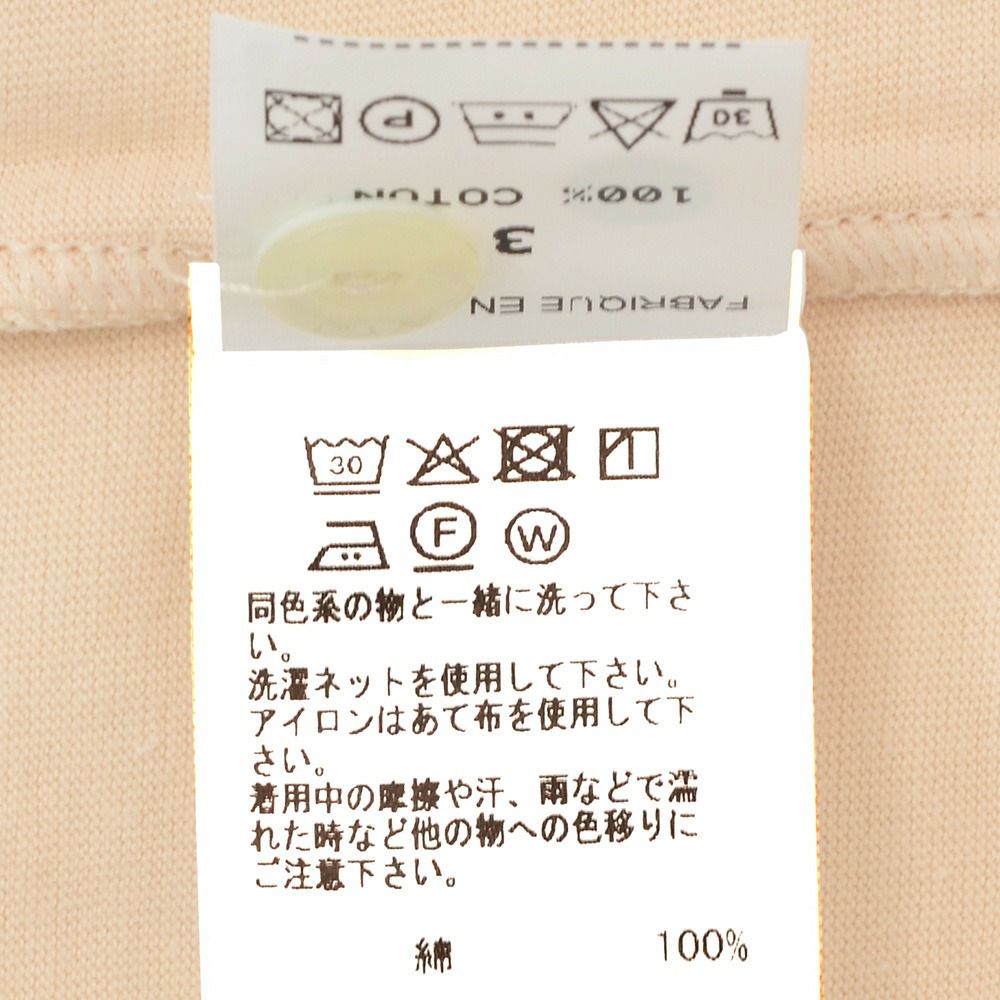 FABRIQUE EN
3
100% COTON
P
30
30
F
W
同色系の物と一緒に洗って下さ
い。
洗濯ネットを使用して下さい。
アイロンはあて布を使用して下
さい。
着用中の摩擦や汗、雨などで濡
れた時など他の物への色移りに
ご注意下さい。
綿 100%